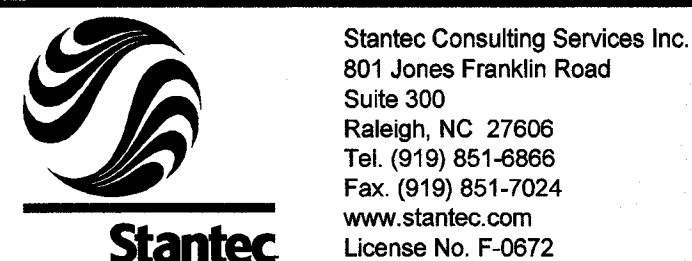 Stantec Consulting Services Inc.
801 Jones Franklin Road
Suite 300
Raleigh, NC 27606
Tel. (919) 851-6866
Fax. (919) 851-7024
www.stantec.com
License No. F-0672
Stantec